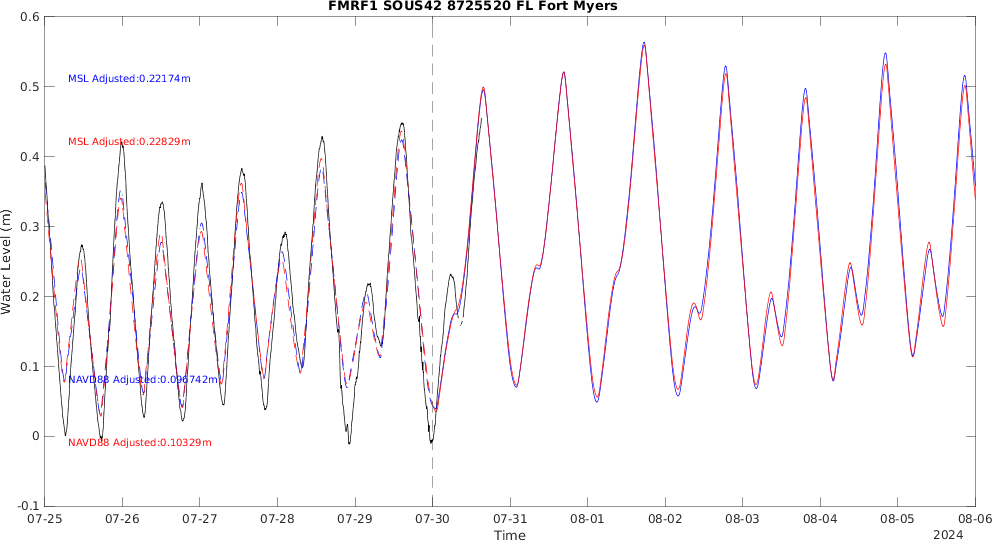 FMRF1 SOUS42 8725520 FL Fort Myers
0.6
0.5
0.4
0.3
0.2
0.1
0
-0.1
Water Level (m)
MSL Adjusted:0.22174m
MSL Adjusted:0.22829m
NAVD88 Adjusted:0.096742m
NAVD88 Adjusted:0.10329m
07-25 07-26 07-27 07-28 07-29 07-30 07-31 08-01 08-02 08-03 08-04 08-05 08-06
Time
2024